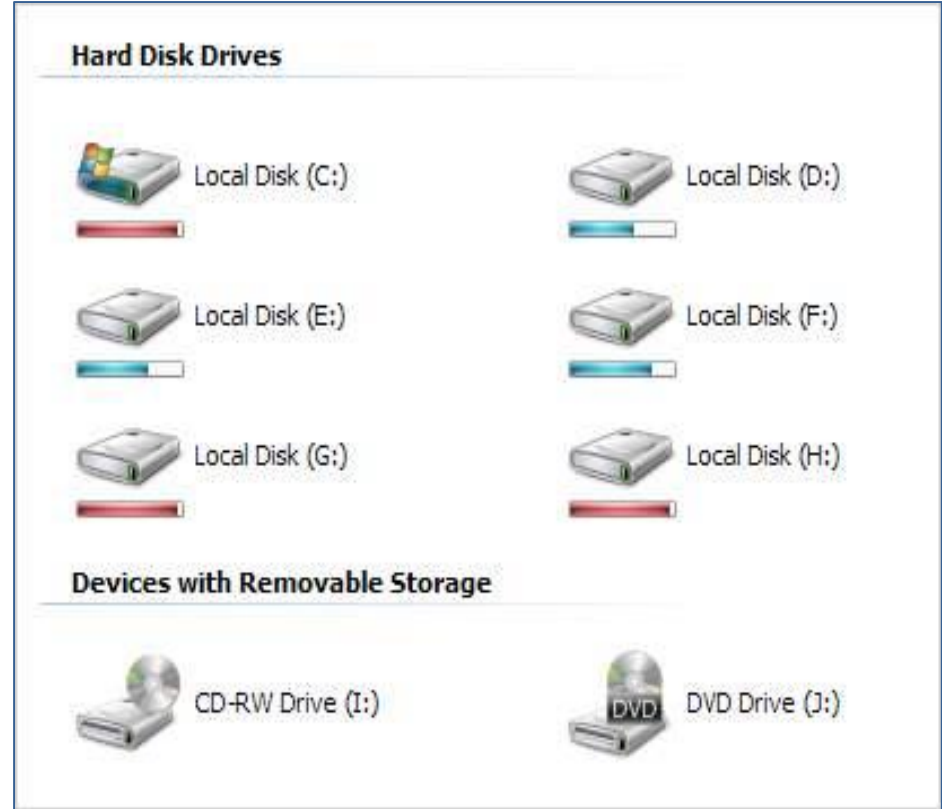 Hard Disk Drives
Local Disk (C:)
Local Disk (D:)
Local Disk (E:)
Local Disk (F:)
Local Disk (G:)
Local Disk (H:)
Devices with Removable Storage
CD-RW Drive (I:)
DVD
DVD Drive (J:)